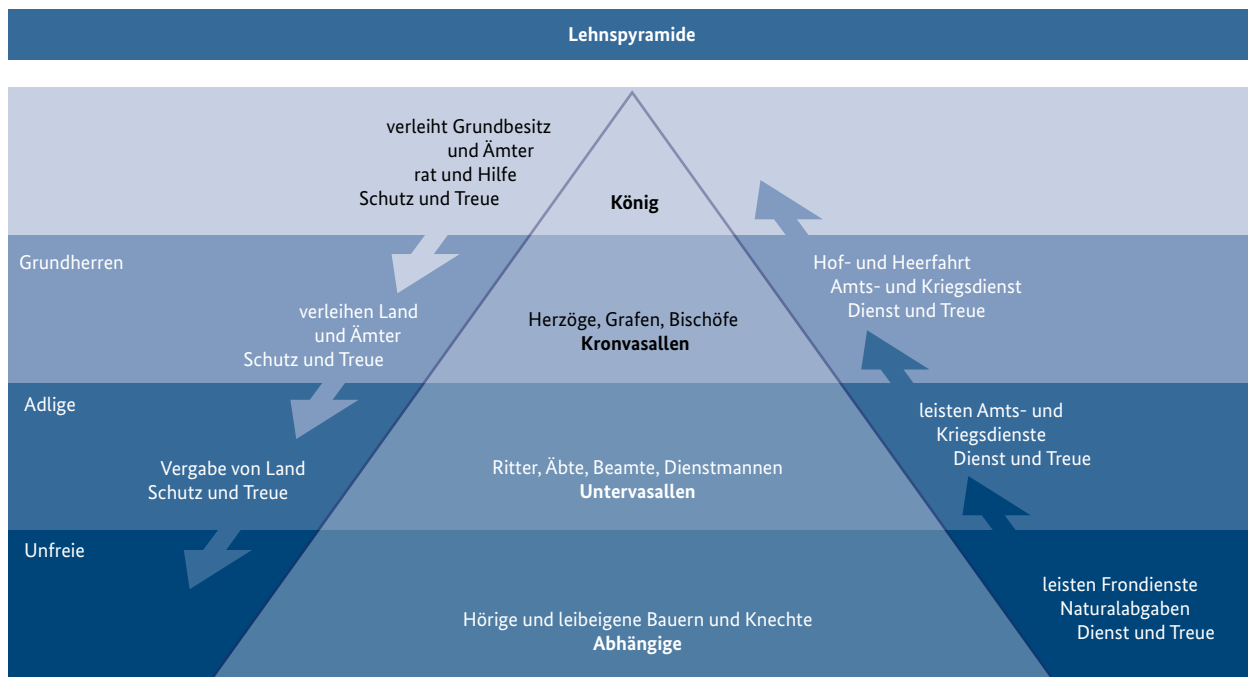 Lehnspyramide
verleiht Grundbesitz
und Ämter
rat und Hilfe
Schutz und Treue
König
Grundherren
verleihen Land
und Ämter
Schutz und Treue
Herzöge, Grafen, Bischöfe
Kronvasallen
Hof- und Heerfahrt
Amts- und Kriegsdienst
Dienst und Treue
Adlige
Vergabe von Land
Schutz und Treue
Ritter, Äbte, Beamte, Dienstmannen
Untervasallen
leisten Amts- und
Kriegsdienste
Dienst und Treue
Unfreie
Hörige und leibeigene Bauern und Knechte
Abhängige
leisten Frondienste
Naturalabgaben
Dienst und Treue